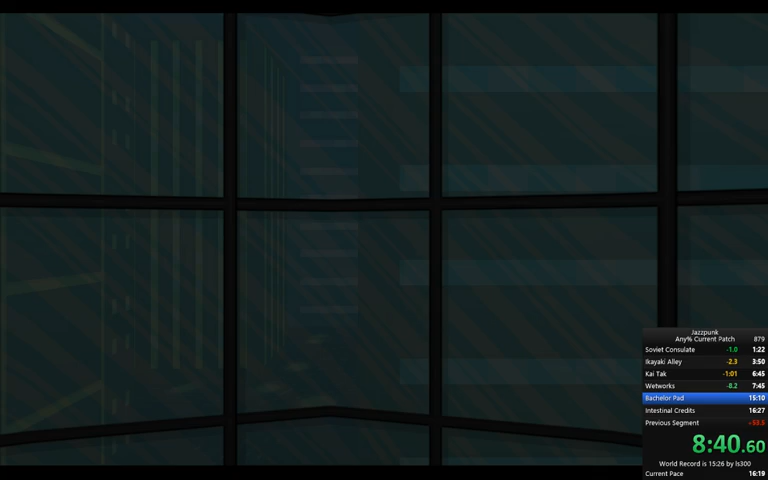 Jazzpunk
Any% Current Patch 879
Soviet Consulate -1.0 1:22
Ikayaki Alley -2.3 3:50
Kai Tak -1:01 6:45
Wetworks -8.2 7:45
Bachelor Pad 15:10
Intestinal Credits 16:27
Previous Segment
8:40.60
World Record is 15:26 by ls300
Current Pace 16:19